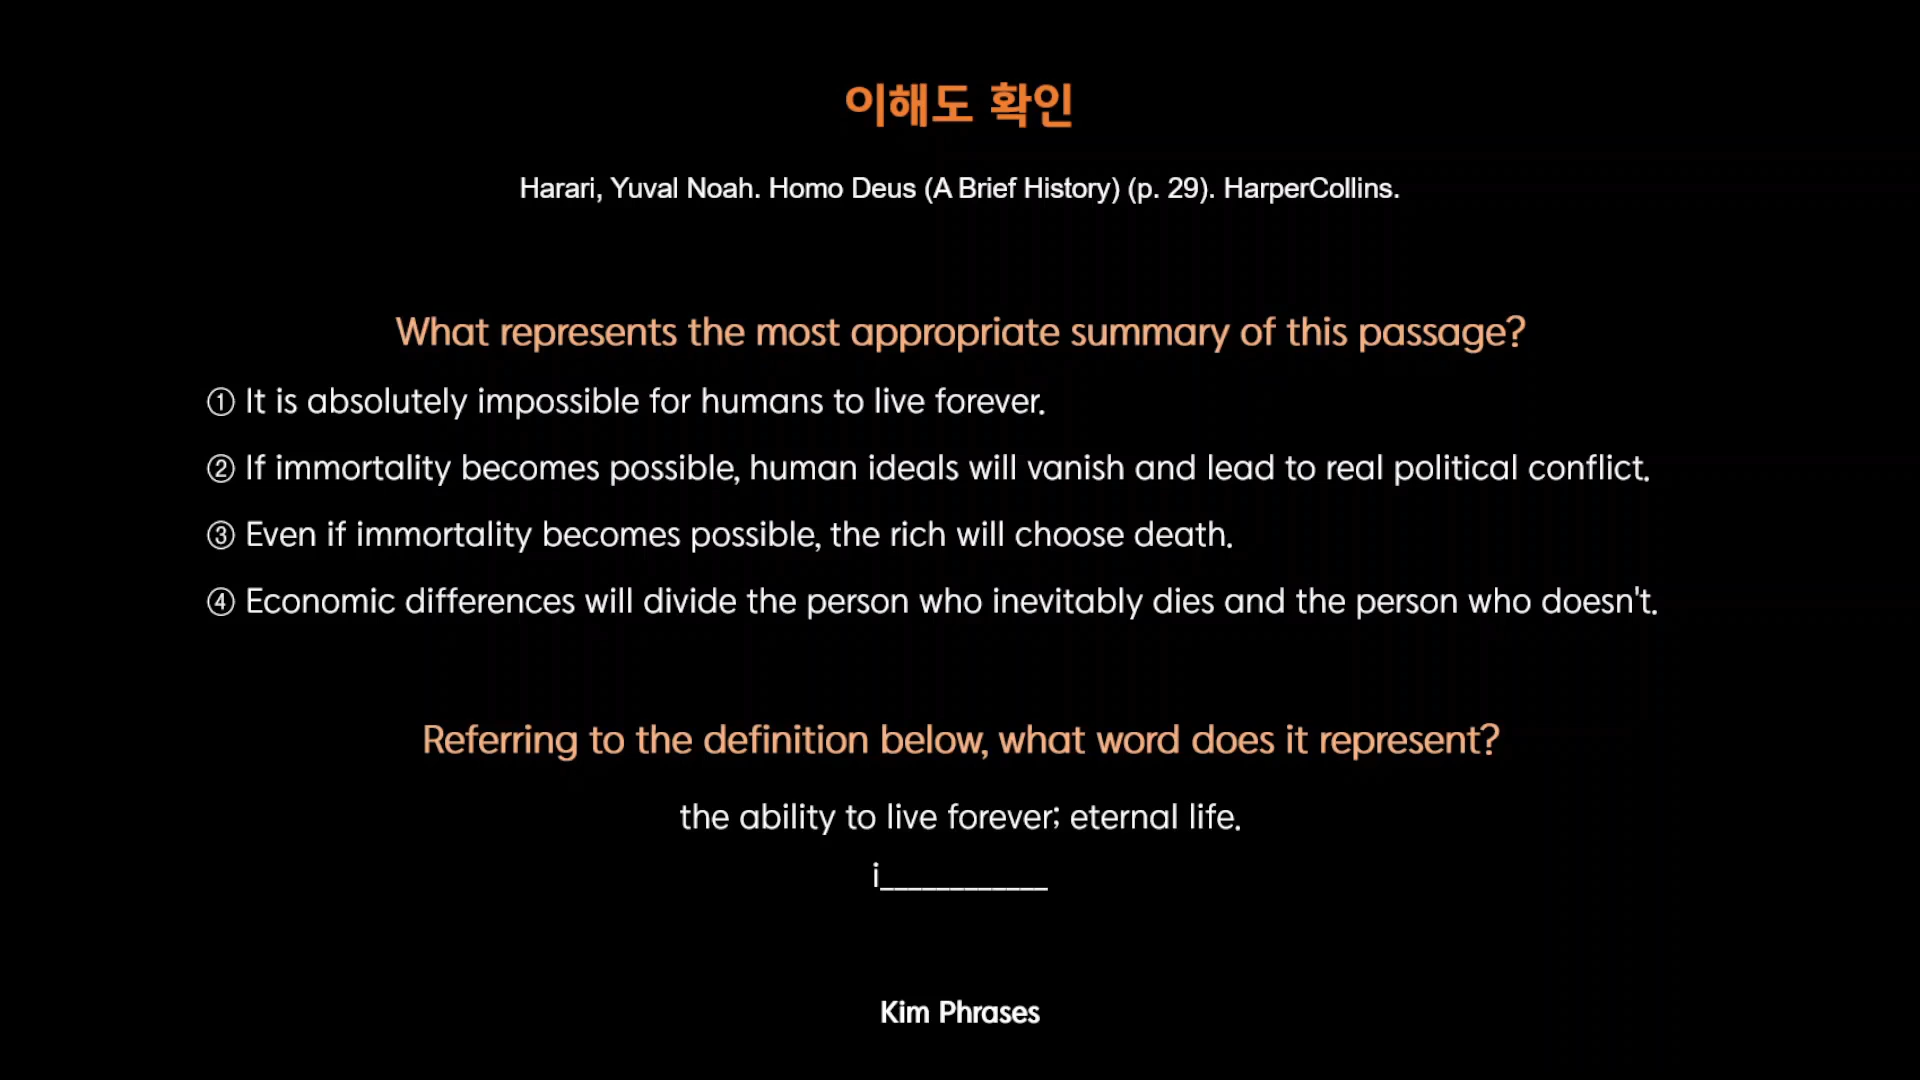 이해도 확인
Harari, Yuval Noah. Homo Deus (A Brief History) (p. 29). HarperCollins.
What represents the most appropriate summary of this passage?
① It is absolutely impossible for humans to live forever.
② If immortality becomes possible, human ideals will vanish and lead to real political conflict.
③ Even if immortality becomes possible, the rich will choose death.
④ Economic differences will divide the person who inevitably dies and the person who doesn't.
Referring to the definition below, what word does it represent?
the ability to live forever; eternal life.
i____________
Kim Phrases